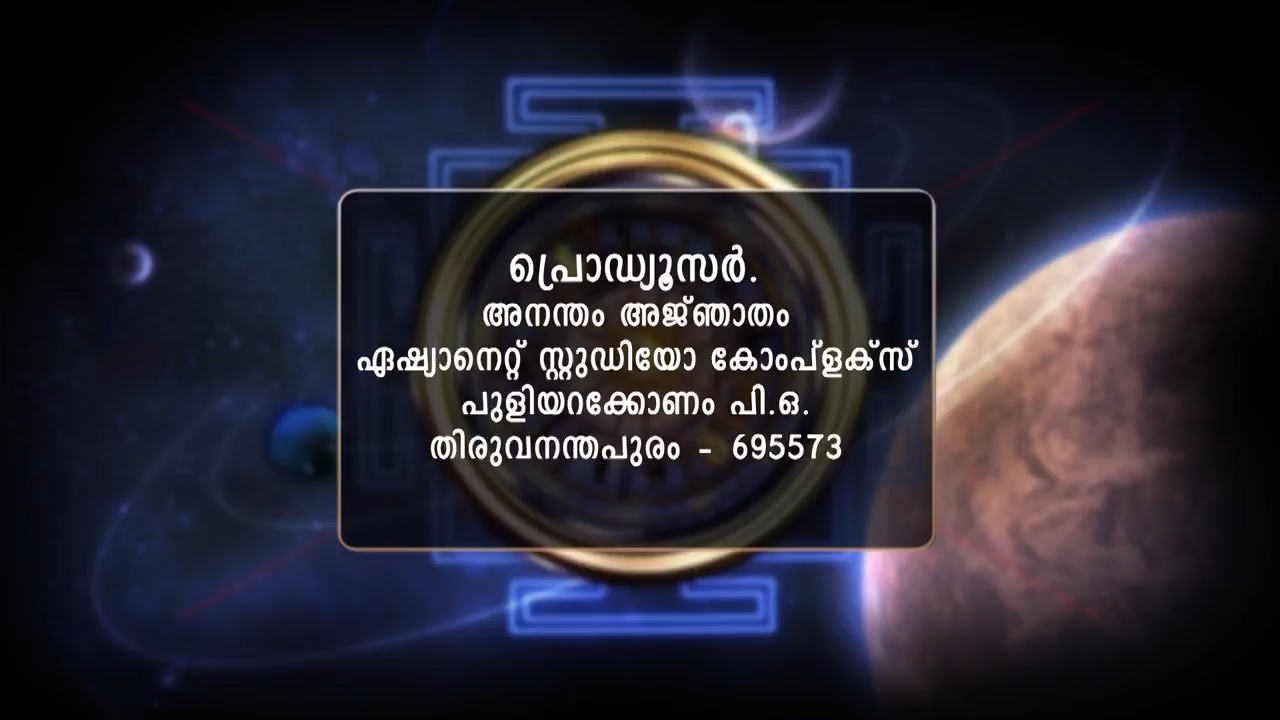 പ്രൊഡ്യൂസർ.
അനന്തം അജ്ഞാതം
ഏഷ്യാനെറ്റ് സ്റ്റുഡിയോ കോംപ്ളക്സ്
പുളിയറക്കോണം പി.ഒ.
തിരുവനന്തപുരം - 695573